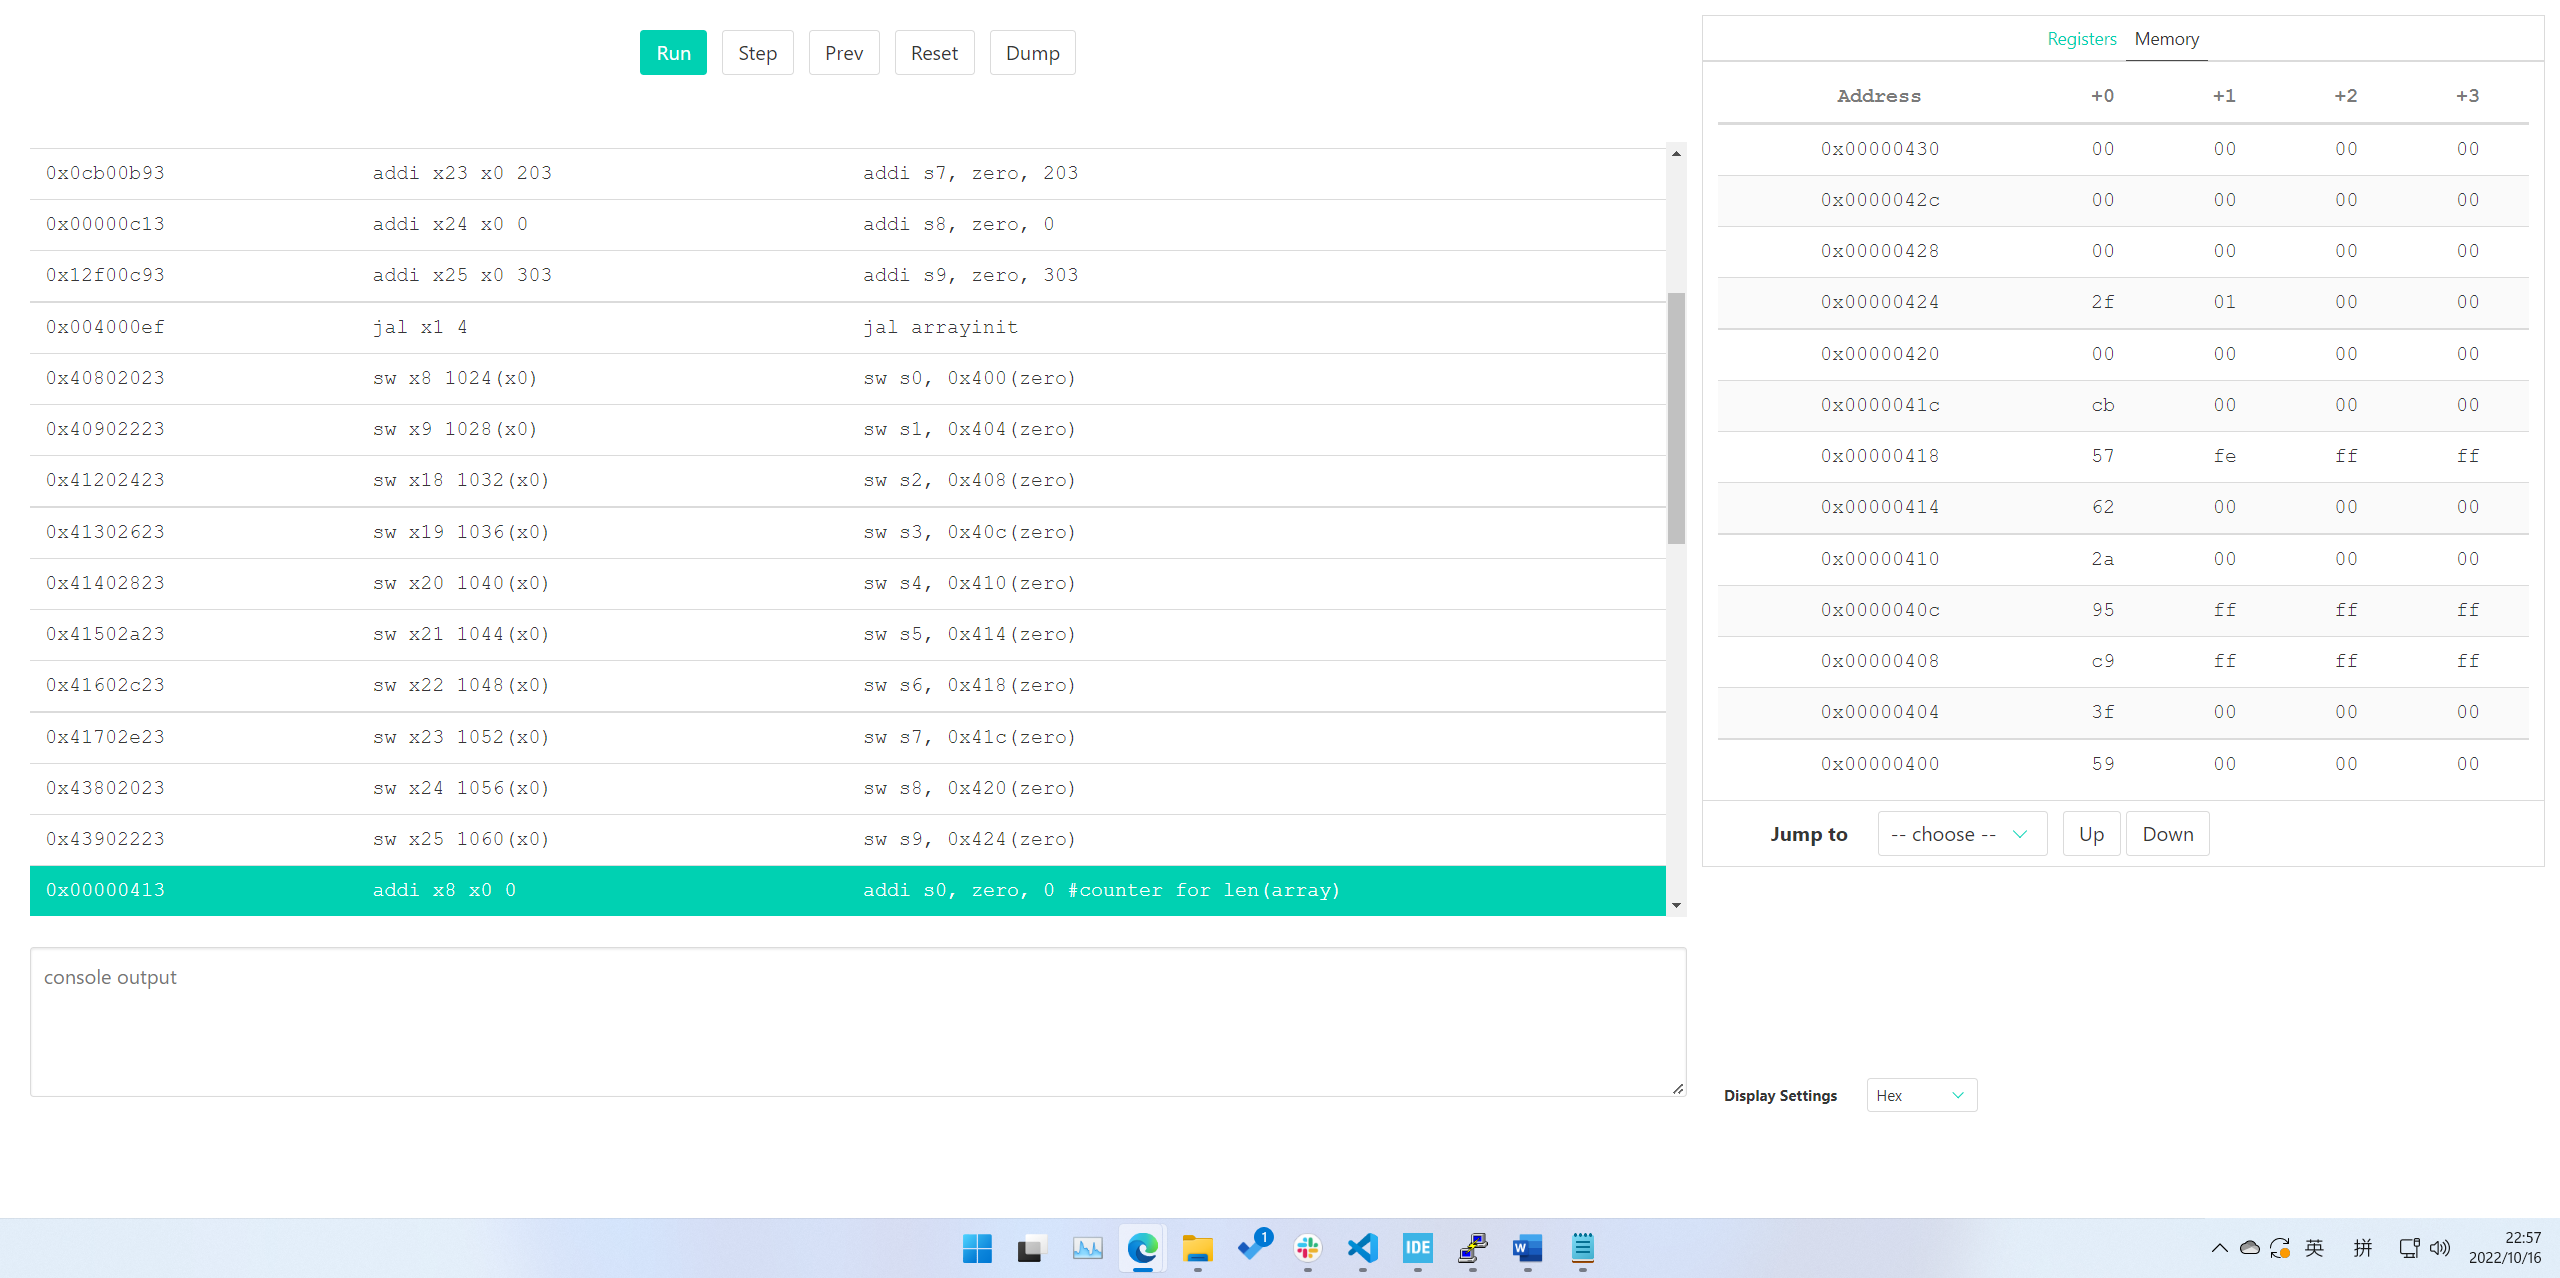 Run Step Prev Reset Dump
0x0cb00b93 addi x23 x0 203 addi s7, zero, 203
0x00000c13 addi x24 x0 0 addi s8, zero, 0
0x12f00c93 addi x25 x0 303 addi s9, zero, 303
0x004000ef jal x1 4 jal arrayinit
0x40802023 sw x8 1024(x0) sw s0, 0x400(zero)
0x40902223 sw x9 1028(x0) sw s1, 0x404(zero)
0x41202423 sw x18 1032(x0) sw s2, 0x408(zero)
0x41302623 sw x19 1036(x0) sw s3, 0x40c(zero)
0x41402823 sw x20 1040(x0) sw s4, 0x410(zero)
0x41502a23 sw x21 1044(x0) sw s5, 0x414(zero)
0x41602c23 sw x22 1048(x0) sw s6, 0x418(zero)
0x41702e23 sw x23 1052(x0) sw s7, 0x41c(zero)
0x43802023 sw x24 1056(x0) sw s8, 0x420(zero)
0x43902223 sw x25 1060(x0) sw s9, 0x424(zero)
0x00000413 addi x8 x0 0 addi s0, zero, 0 #counter for len(array)
console output
Registers Memory
Address +0 +1 +2 +3
0x00000430 00 00 00 00
0x0000042c 00 00 00 00
0x00000428 00 00 00 00
0x00000424 2f 01 00 00
0x00000420 00 00 00 00
0x0000041c cb 00 00 00
0x00000418 57 fe ff ff
0x00000414 62 00 00 00
0x00000410 2a 00 00 00
0x0000040c 95 ff ff ff
0x00000408 c9 ff ff ff
0x00000404 3f 00 00 00
0x00000400 59 00 00 00
Jump to -- choose -- Up Down
Display Settings Hex
1
IDE
W
英 拼
22:57
2022/10/16